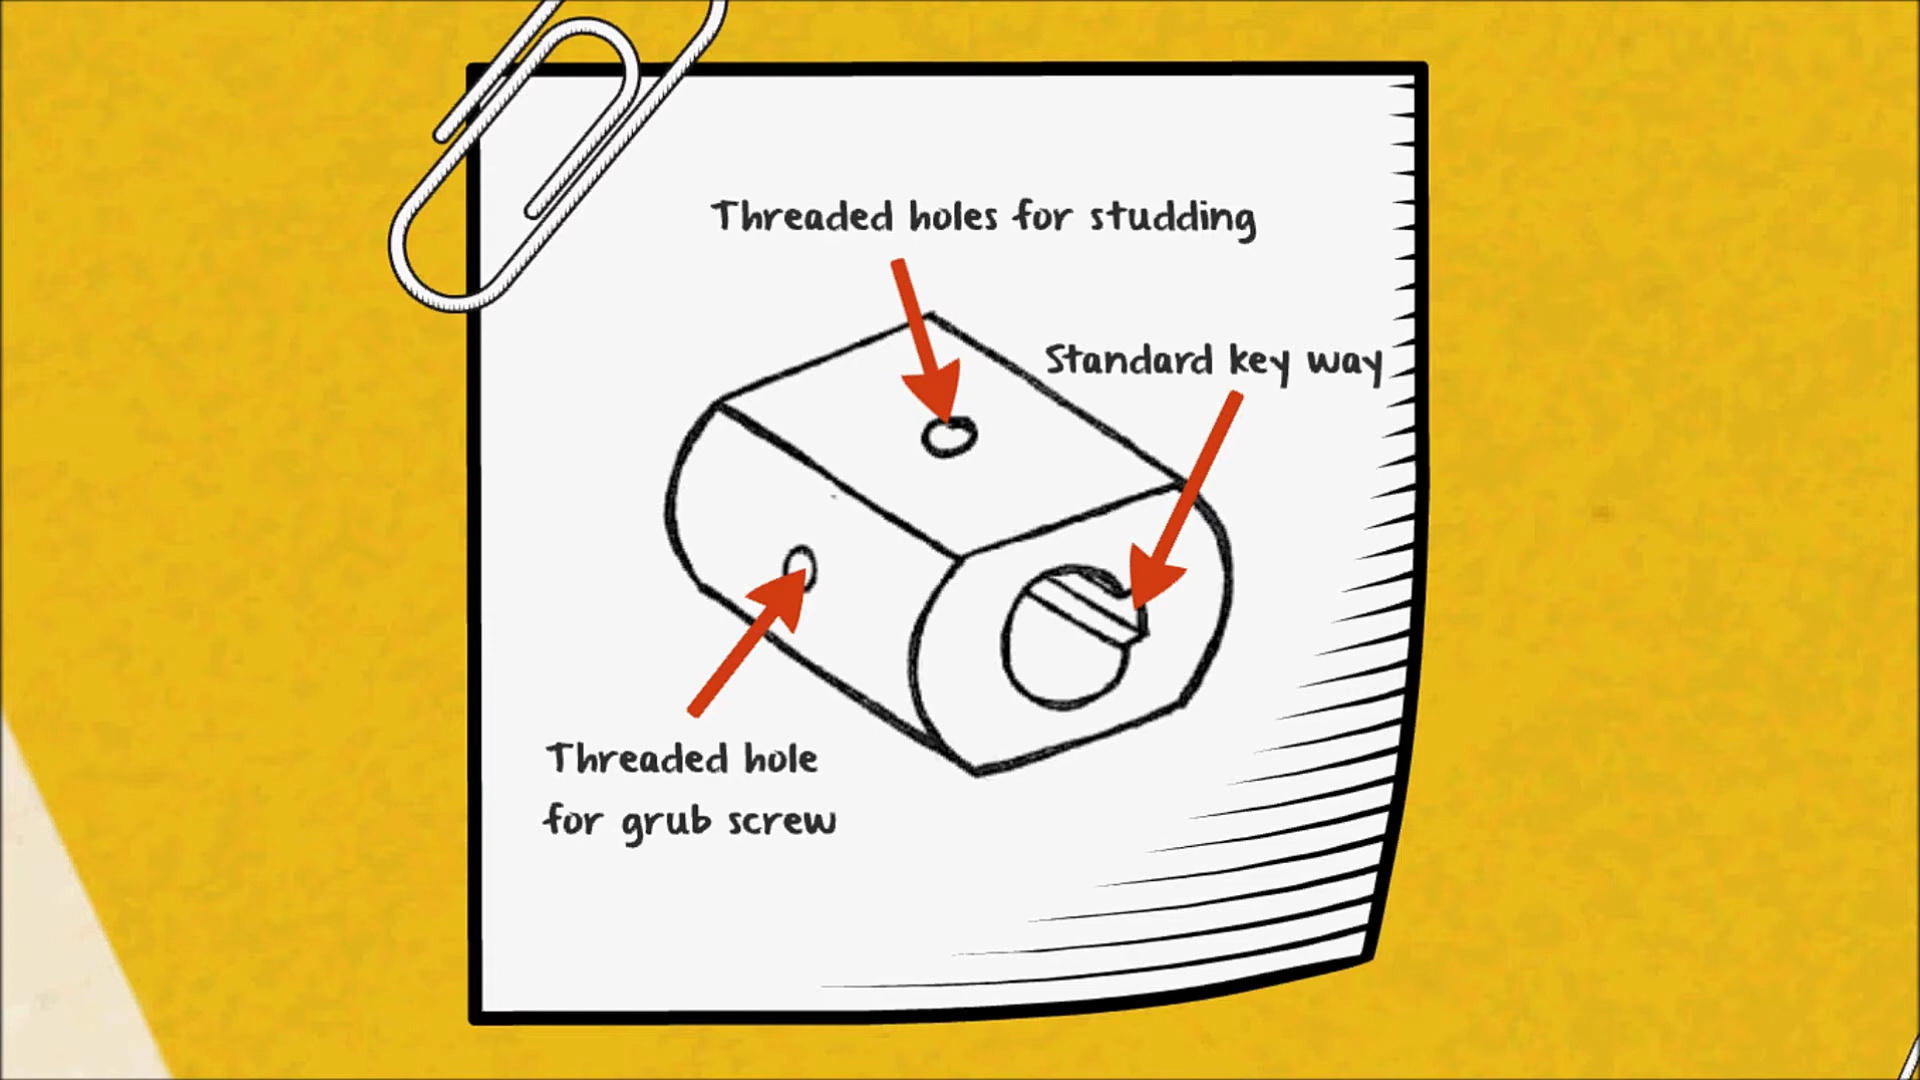 Threaded holes for studding
Standard key way
Threaded hole
for grub screw